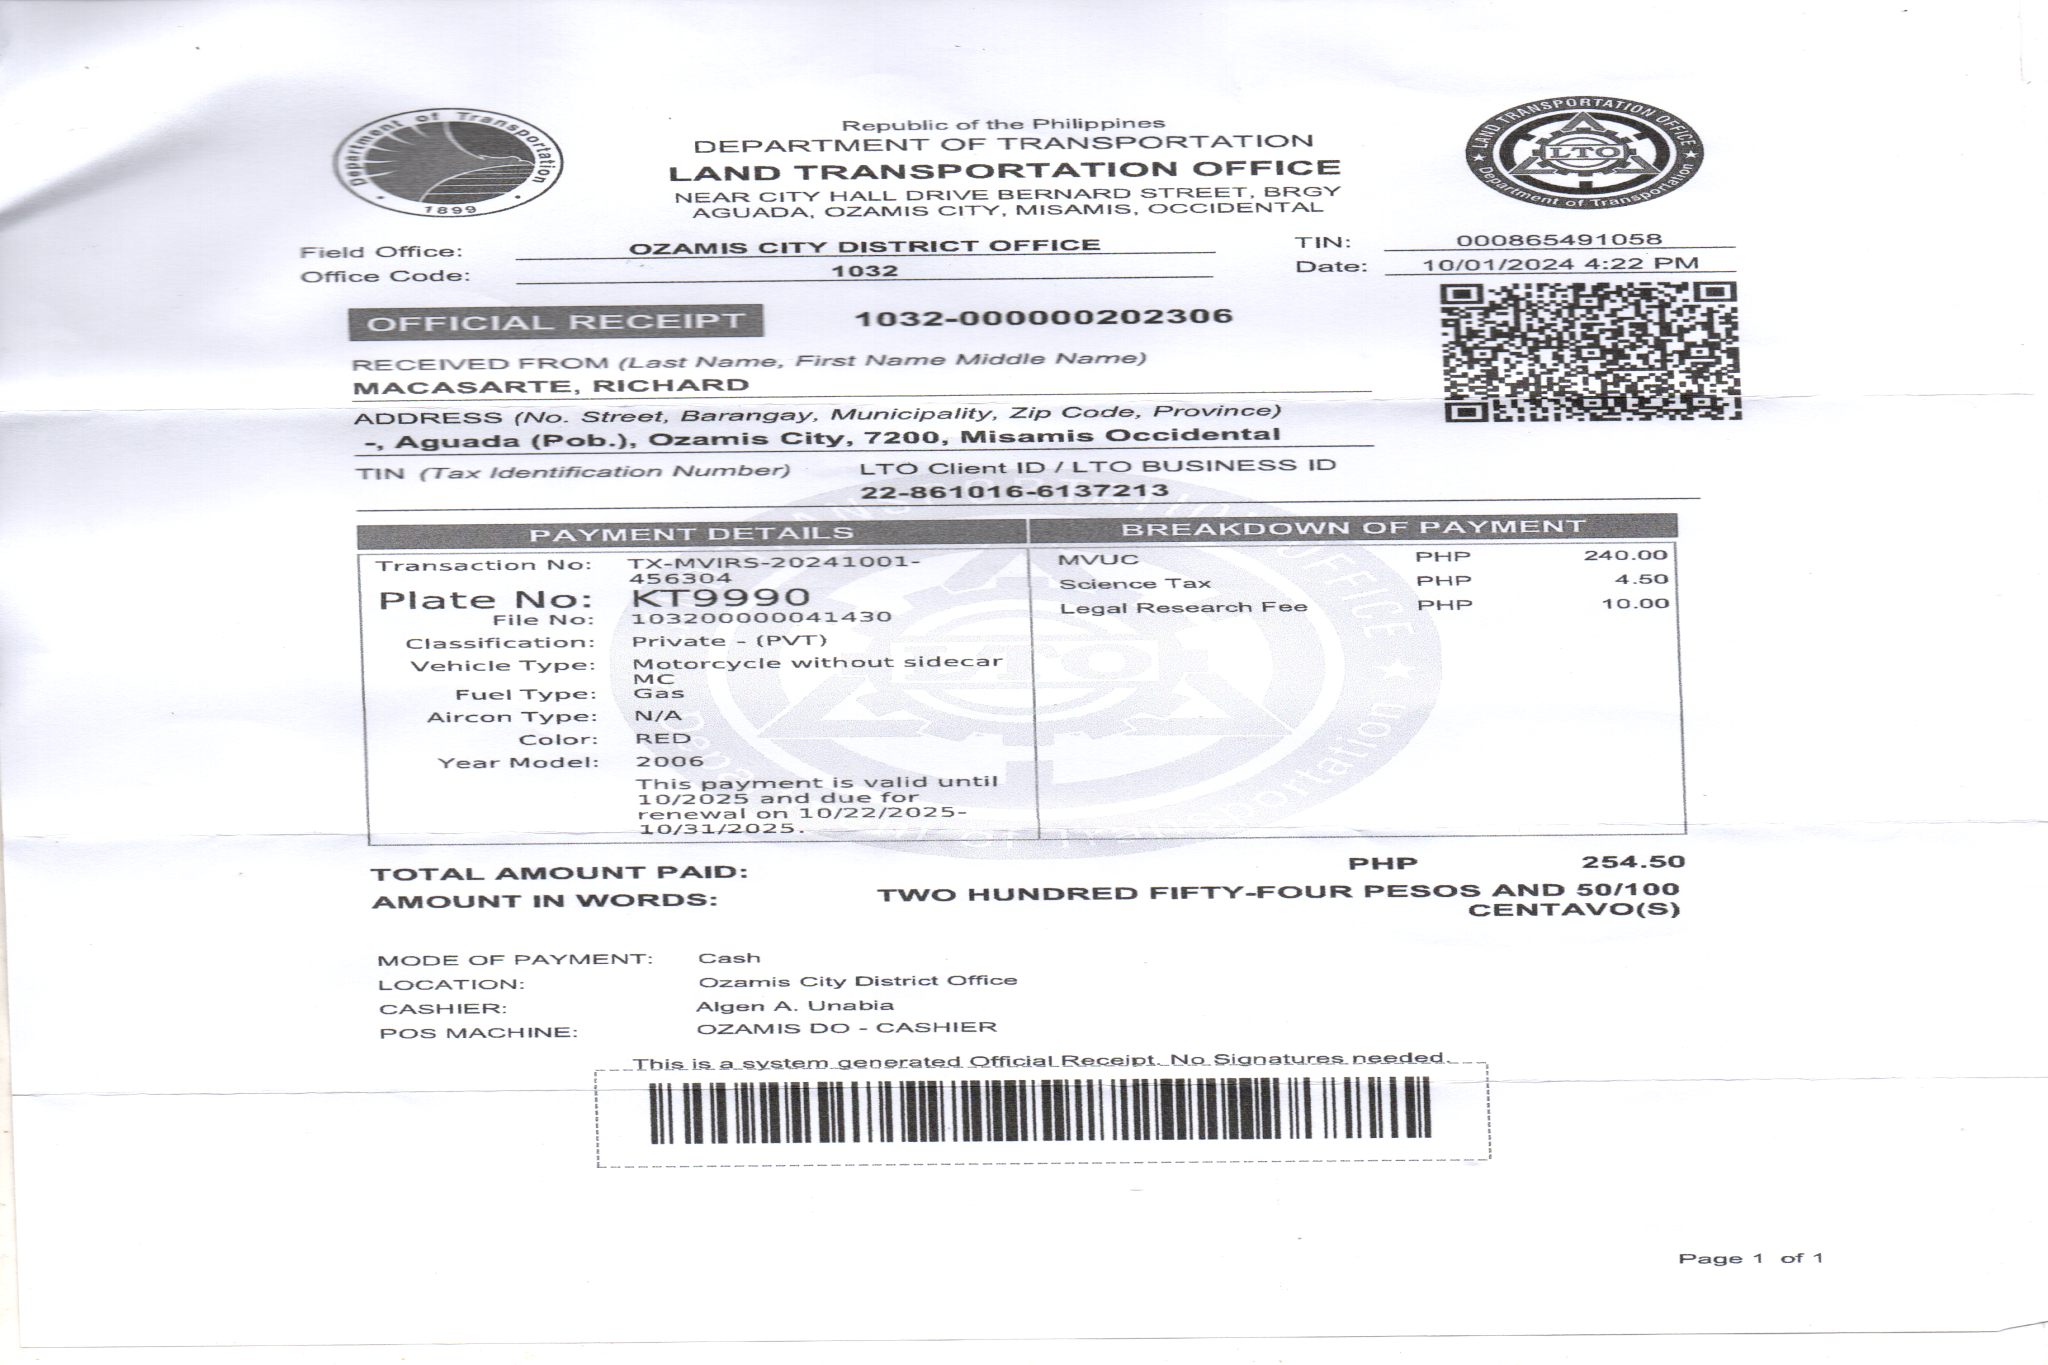 Department of Transportation
1899
LAND TRANSPORTATION OFFICE
LTO
Department of Transportation
Republic of the Philippines
DEPARTMENT OF TRANSPORTATION
LAND TRANSPORTATION OFFICE
NEAR CITY HALL DRIVE BERNARD STREET, BRGY
AGUADA, OZAMIS CITY, MISAMIS, OCCIDENTAL
Field Office: OZAMIS CITY DISTRICT OFFICE TIN: 000865491058
Office Code: 1032 Date: 10/01/2024 4:22 PM
OFFICIAL RECEIPT 1032-000000202306
RECEIVED FROM (Last Name, First Name Middle Name)
MACASARTE, RICHARD
ADDRESS (No. Street, Barangay, Municipality, Zip Code, Province)
-, Aguada (Pob.), Ozamis City, 7200, Misamis Occidental
TIN (Tax Identification Number) LTO Client ID / LTO BUSINESS ID
22-861016-6137213
PAYMENT DETAILS BREAKDOWN OF PAYMENT
Transaction No: TX-MVIRS-20241001-
456304
Plate No: KT9990
File No: 103200000041430
Classification: Private - (PVT)
Vehicle Type: Motorcycle without sidecar
MC
Fuel Type: Gas
Aircon Type: N/A
Color: RED
Year Model: 2006
This payment is valid until
10/2025 and due for
renewal on 10/22/2025-
10/31/2025.
MVUC PHP 240.00
Science Tax PHP 4.50
Legal Research Fee PHP 10.00
TOTAL AMOUNT PAID: PHP 254.50
AMOUNT IN WORDS: TWO HUNDRED FIFTY-FOUR PESOS AND 50/100
CENTAVO(S)
MODE OF PAYMENT: Cash
LOCATION: Ozamis City District Office
CASHIER: Algen A. Unabia
POS MACHINE: OZAMIS DO - CASHIER
This is a system generated Official Receipt. No Signatures needed.
Page 1 of 1